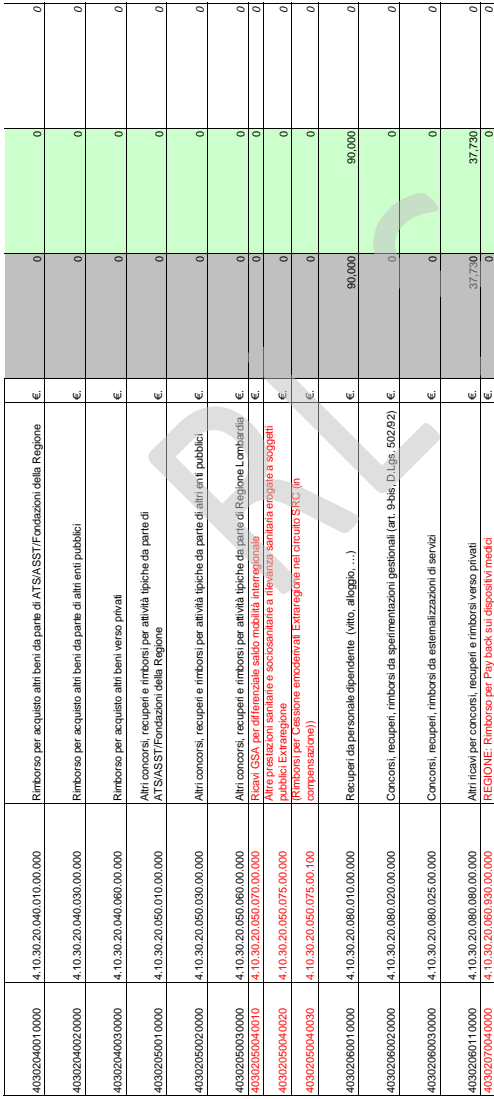 40302040010000 4.10.30.20.040.010.00.000 Rimborso per acquisto altri beni da parte di ATS/ASST/Fondazioni della Regione €. 0 0 0
40302040020000 4.10.30.20.040.030.00.000 Rimborso per acquisto altri beni da parte di altri enti pubblici €. 0 0 0
40302040030000 4.10.30.20.040.060.00.000 Rimborso per acquisto altri beni verso privati €. 0 0 0
40302050010000 4.10.30.20.050.010.00.000 Altri concorsi, recuperi e rimborsi per attività tipiche da parte di
ATS/ASST/Fondazioni della Regione €. 0 0 0
40302050020000 4.10.30.20.050.030.00.000 Altri concorsi, recuperi e rimborsi per attività tipiche da parte di altri enti pubblici €. 0 0 0
40302050030000 4.10.30.20.050.060.00.000 Altri concorsi, recuperi e rimborsi per attività tipiche da parte di Regione Lombardia €. 0 0 0
40302050040010 4.10.30.20.050.070.00.000 Ricavi GSA per differenziale saldo mobilità interregionale €. 0 0 0
40302050040020 4.10.30.20.050.075.00.000 Altre prestazioni sanitarie e sociosanitarie a rilevanza sanitaria erogate a soggetti
pubblici Extraregione €. 0 0 0
40302050040030 4.10.30.20.050.075.00.100 (Rimborsi per Cessione emoderivati Extraregione nel circuito SRC (in
compensazione)) €. 0 0 0
40302060010000 4.10.30.20.080.010.00.000 Recuperi da personale dipendente (vitto, alloggio, …) €. 90,000 90,000 0
40302060020000 4.10.30.20.080.020.00.000 Concorsi, recuperi, rimborsi da sperimentazioni gestionali (art. 9-bis, D.Lgs. 502/92) €. 0 0 0
40302060030000 4.10.30.20.080.025.00.000 Concorsi, recuperi, rimborsi da esternalizzazioni di servizi €. 0 0 0
40302060110000 4.10.30.20.080.080.00.000 Altri ricavi per concorsi, recuperi e rimborsi verso privati €. 37,730 37,730 0
40302070040000 4.10.30.20.060.930.00.000 REGIONE: Rimborso per Pay back sui dispositivi medici €. 0 0 0